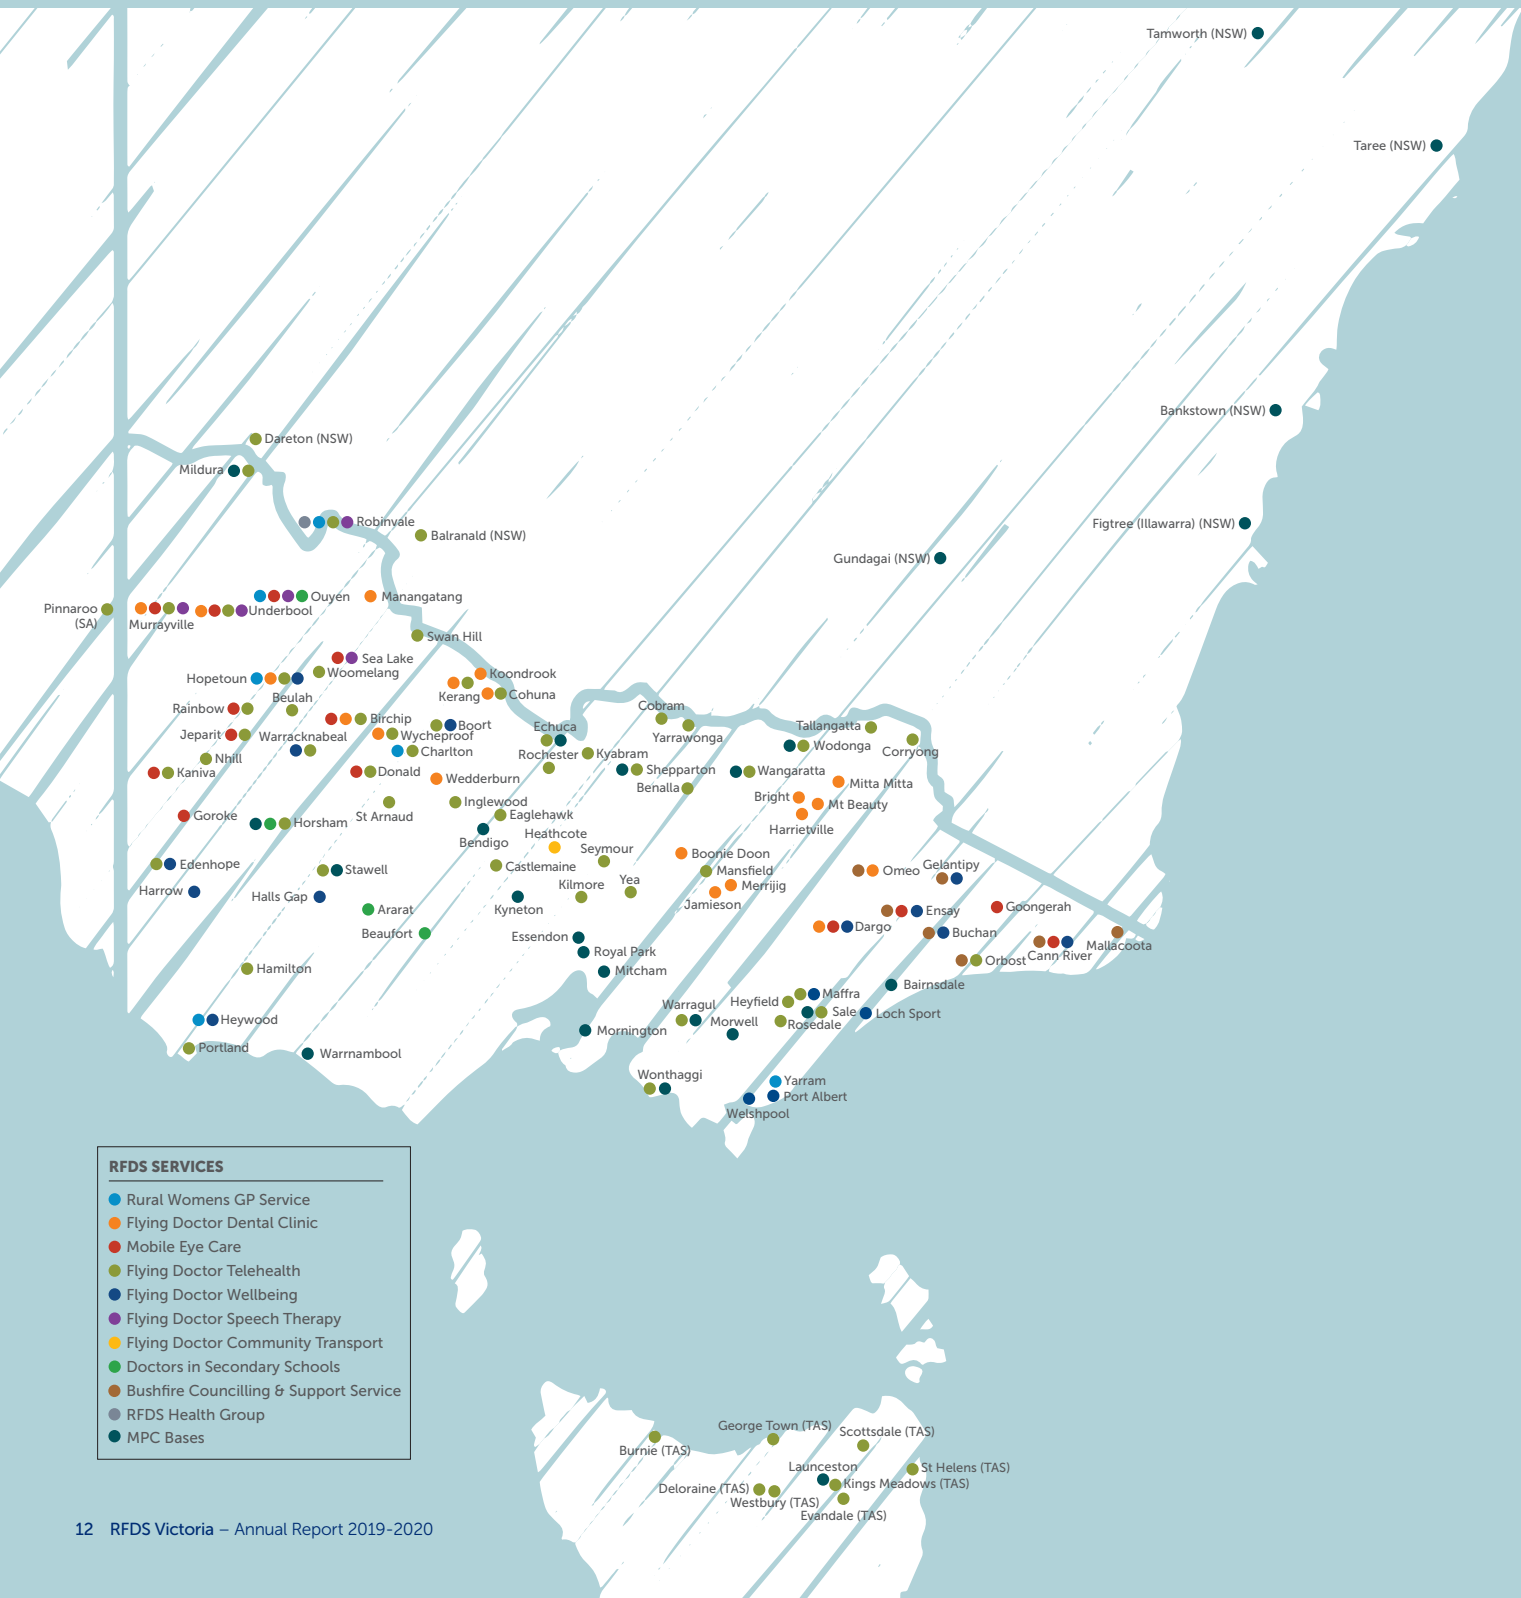 Tamworth (NSW)
Taree (NSW)
Bankstown (NSW)
Dareton (NSW)
Mildura
Robinvale
Balranald (NSW)
Figtree (Illawarra) (NSW)
Gundagai (NSW)
Pinnaroo
(SA)
Murrayville
Underbool
Ouyen
Manangatang
Swan Hill
Sea Lake
Woomelang
Hopetoun
Beulah
Koondrook
Kerang
Cohuna
Rainbow
Birchip
Boort
Jeparit
Warracknabeal
Wycheproof
Charlton
Echuca
Rochester
Kyabram
Cobram
Yarrawonga
Tallangatta
Corryong
Wodonga
Nhill
Kaniva
Donald
Wedderburn
Shepparton
Wangaratta
Benalla
Mitta Mitta
Bright
Mt Beauty
Harrietville
St Arnaud
Inglewood
Eaglehawk
Goroke
Horsham
Bendigo
Heathcote
Seymour
Boonie Doon
Mansfield
Merrijig
Jamieson
Omeo
Gelantipy
Edenhope
Stawell
Castlemaine
Kilmore
Yea
Harrow
Halls Gap
Kyneton
Ararat
Beaufort
Essendon
Royal Park
Mitcham
Goongerah
Ensay
Dargo
Buchan
Cann River
Mallacoota
Orbost
Hamilton
Bairnsdale
Heyfield
Maffra
Sale
Loch Sport
Rosedale
Warragul
Morwell
Heywood
Mornington
Portland
Warrnambool
Wonthaggi
Yarram
Port Albert
Welshpool
RFDS SERVICES
Rural Womens GP Service
Flying Doctor Dental Clinic
Mobile Eye Care
Flying Doctor Telehealth
Flying Doctor Wellbeing
Flying Doctor Speech Therapy
Flying Doctor Community Transport
Doctors in Secondary Schools
Bushfire Councilling & Support Service
RFDS Health Group
MPC Bases
George Town (TAS)
Scottsdale (TAS)
Burnie (TAS)
Launceston
St Helens (TAS)
Kings Meadows (TAS)
Deloraine (TAS)
Westbury (TAS)
Evandale (TAS)
12 RFDS Victoria – Annual Report 2019-2020